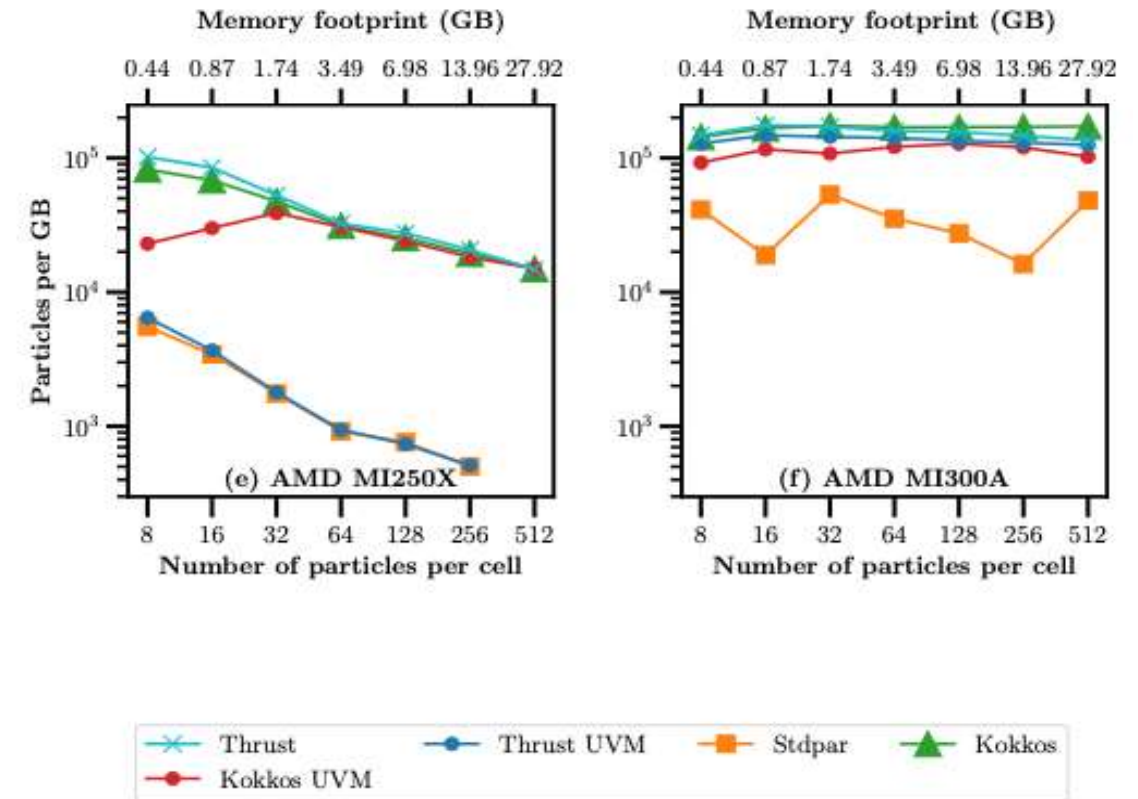 Memory footprint (GB)
0.44 0.87 1.74 3.49 6.98 13.96 27.92
Particles per GB
10^5
10^4
10^3
(e) AMD MI250X
8 16 32 64 128 256 512
Number of particles per cell
Memory footprint (GB)
0.44 0.87 1.74 3.49 6.98 13.96 27.92
10^5
10^4
10^3
(f) AMD MI300A
8 16 32 64 128 256 512
Number of particles per cell
Thrust Thrust UVM Stdpar Kokkos
Kokkos UVM